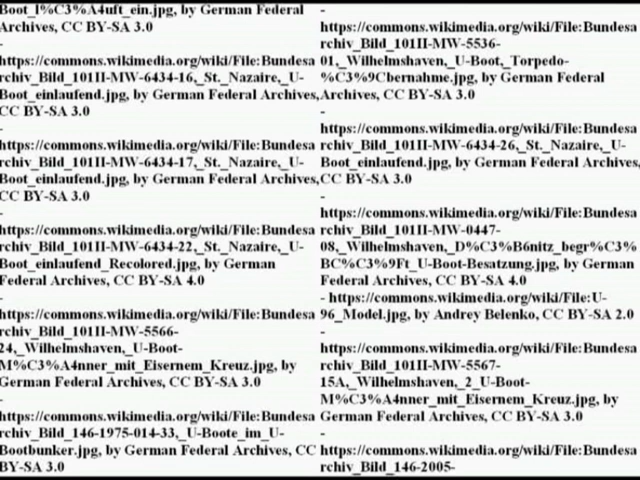 Boot_l%C3%A4uft_ein.jpg, by German Federal
Archives, CC BY-SA 3.0
-
https://commons.wikimedia.org/wiki/File:Bundesa
rchiv_Bild_101II-MW-6434-16,_St._Nazaire,_U-
Boot_einlaufend.jpg, by German Federal Archives,
CC BY-SA 3.0
-
https://commons.wikimedia.org/wiki/File:Bundesa
rchiv_Bild_101II-MW-6434-17,_St._Nazaire,_U-
Boot_einlaufend.jpg, by German Federal Archives,
CC BY-SA 3.0
-
https://commons.wikimedia.org/wiki/File:Bundesa
rchiv_Bild_101II-MW-6434-22,_St._Nazaire,_U-
Boot_einlaufend_Recolored.jpg, by German
Federal Archives, CC BY-SA 4.0
-
https://commons.wikimedia.org/wiki/File:Bundesa
rchiv_Bild_101II-MW-5566-
24,_Wilhelmshaven,_U-Boot-
M%C3%A4nner_mit_Eisernem_Kreuz.jpg, by
German Federal Archives, CC BY-SA 3.0
-
https://commons.wikimedia.org/wiki/File:Bundesa
rchiv_Bild_146-1975-014-33,_U-Boote_im_U-
Bootbunker.jpg, by German Federal Archives, CC
BY-SA 3.0
-
https://commons.wikimedia.org/wiki/File:Bundesa
rchiv_Bild_101II-MW-5536-
01,_Wilhelmshaven,_U-Boot,_Torpedo-
%C3%9Cbernahme.jpg, by German Federal
Archives, CC BY-SA 3.0
-
https://commons.wikimedia.org/wiki/File:Bundesa
rchiv_Bild_101II-MW-6434-26,_St._Nazaire,_U-
Boot_einlaufend.jpg, by German Federal Archives,
CC BY-SA 3.0
-
https://commons.wikimedia.org/wiki/File:Bundesa
rchiv_Bild_101II-MW-0447-
08,_Wilhelmshaven,_D%C3%B6nitz_begr%C3%
BC%C3%9Ft_U-Boot-Besatzung.jpg, by German
Federal Archives, CC BY-SA 4.0
- https://commons.wikimedia.org/wiki/File:U-
96_Model.jpg, by Andrey Belenko, CC BY-SA 2.0
-
https://commons.wikimedia.org/wiki/File:Bundesa
rchiv_Bild_101II-MW-5567-
15A,_Wilhelmshaven,_2_U-Boot-
M%C3%A4nner_mit_Eisernem_Kreuz.jpg, by
German Federal Archives, CC BY-SA 3.0
-
https://commons.wikimedia.org/wiki/File:Bundesa
rchiv_Bild_146-2005-